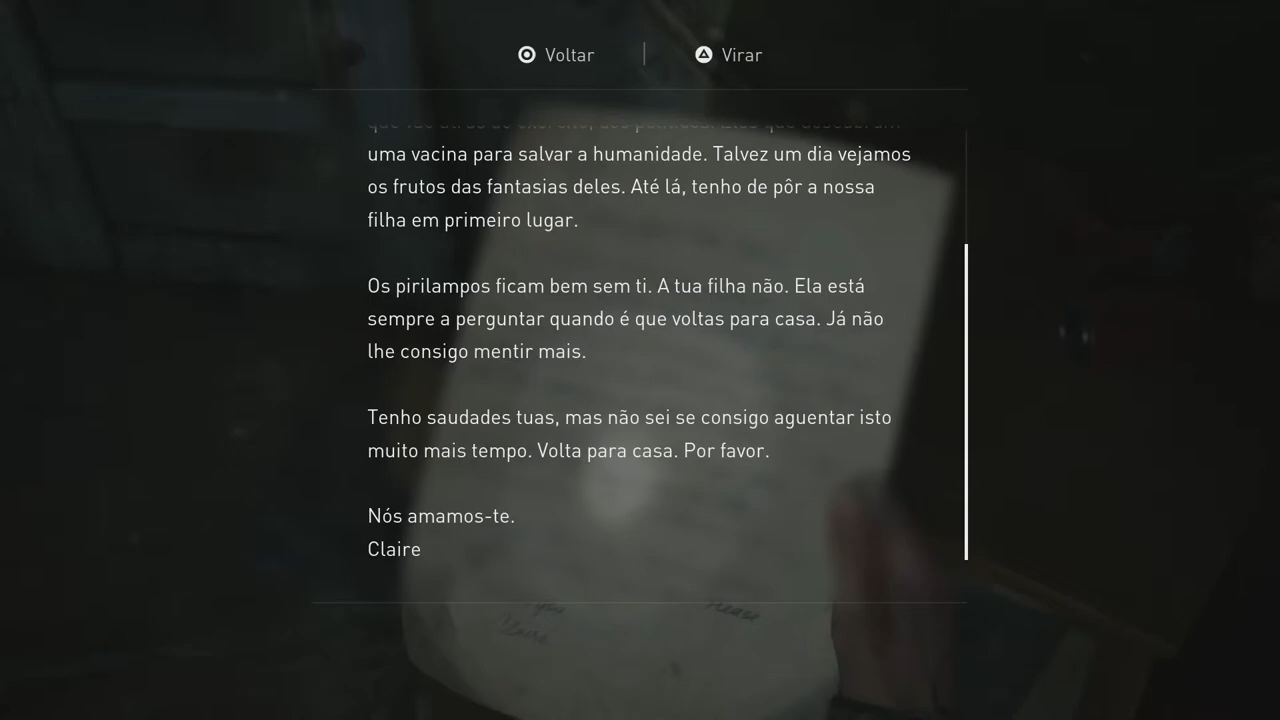 Voltar
Virar
uma vacina para salvar a humanidade. Talvez um dia vejamos
os frutos das fantasias deles. Até lá, tenho de pôr a nossa
filha em primeiro lugar.
Os pirilampos ficam bem sem ti. A tua filha não. Ela está
sempre a perguntar quando é que voltas para casa. Já não
lhe consigo mentir mais.
Tenho saudades tuas, mas não sei se consigo aguentar isto
muito mais tempo. Volta para casa. Por favor.
Nós amamos-te.
Claire